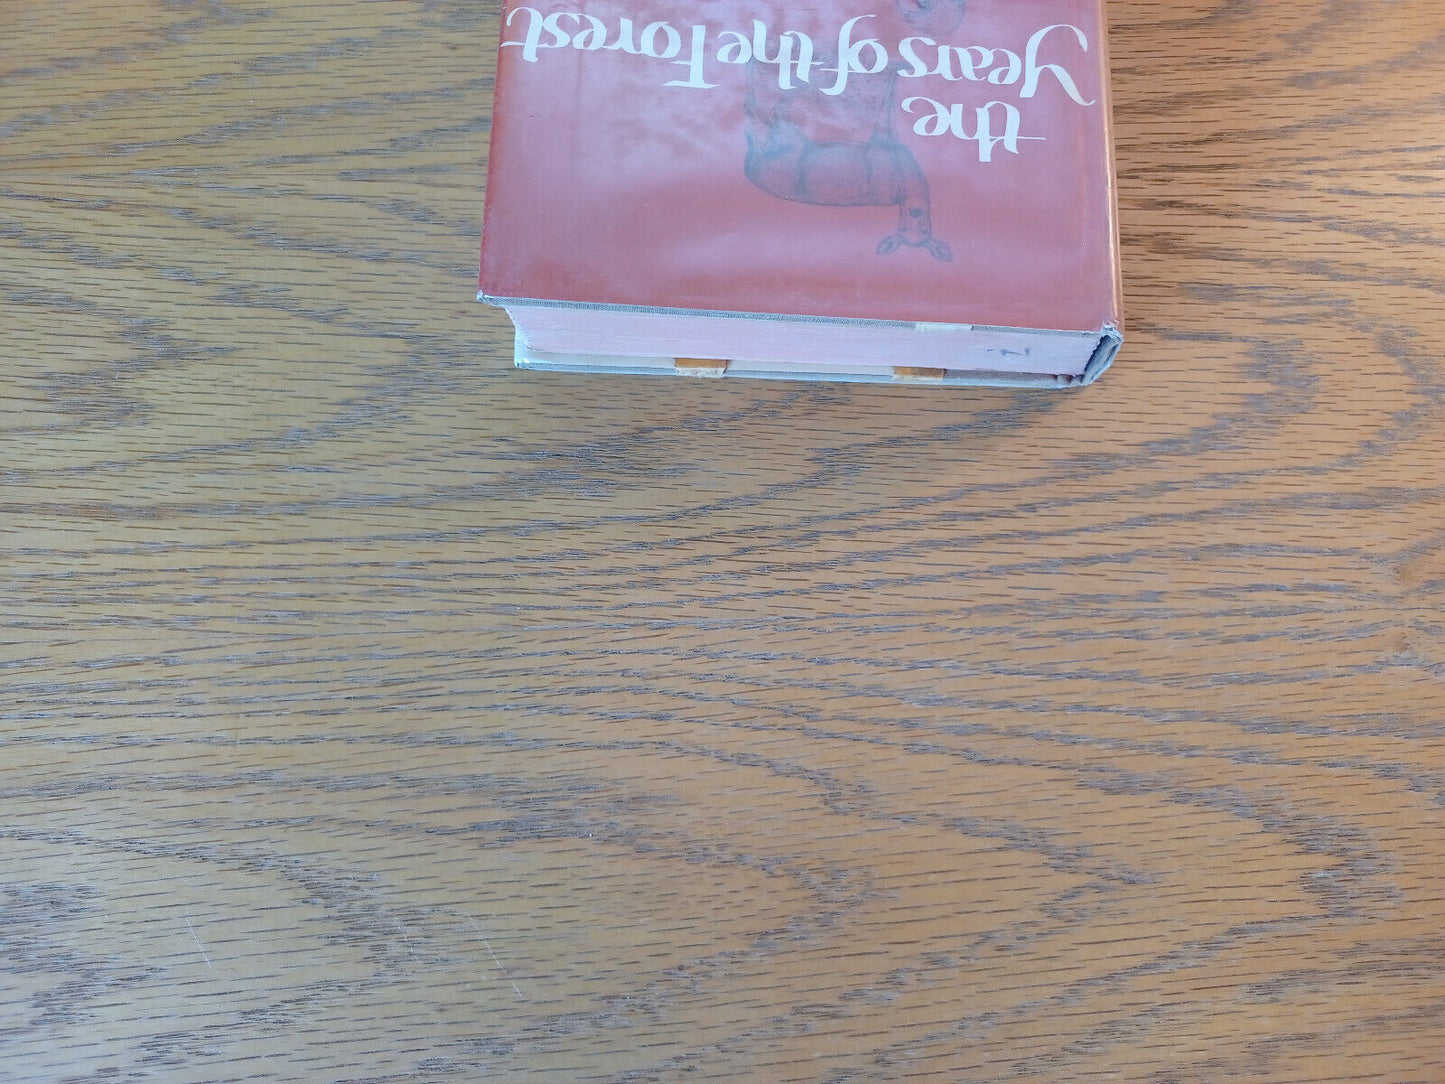 the
Years of the Forest